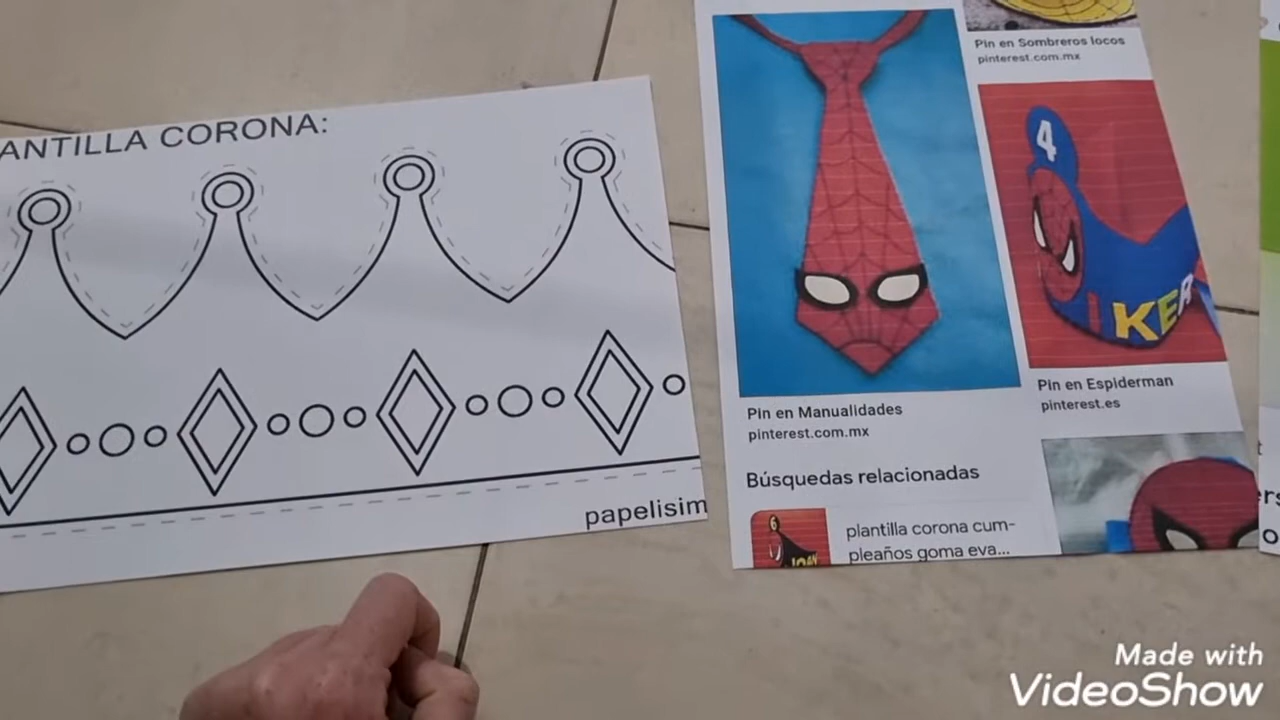 ANTILLA CORONA:
papelisim
Pin en Sombreros locos
pinterest.com.mx
4
KER
Pin en Espiderman
pinterest.es
Pin en Manualidades
pinterest.com.mx
Búsquedas relacionadas
6
plantilla corona cum-
pleaños goma eva...
Made with
VideoShow